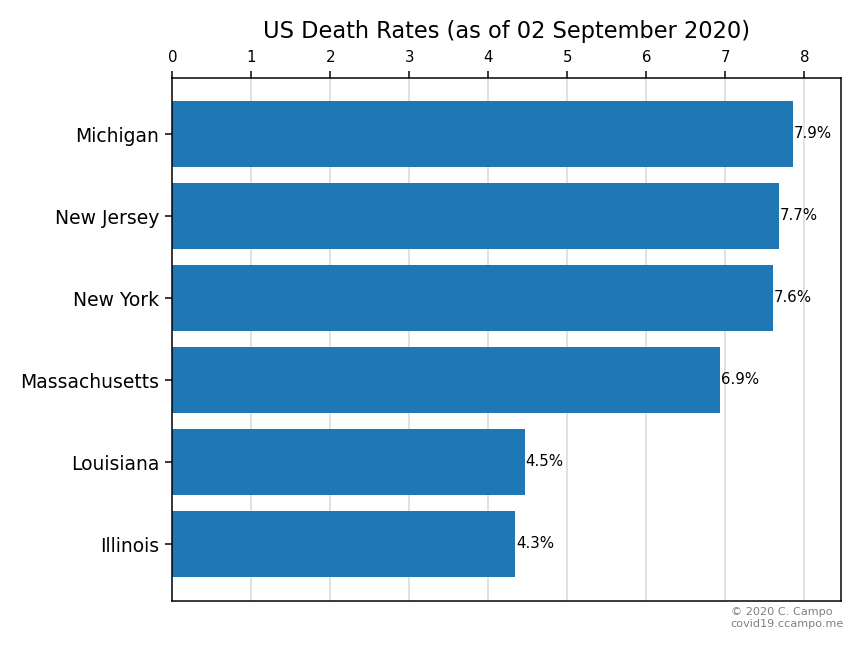 US Death Rates (as of 02 September 2020)
0 1 2 3 4 5 6 7 8
Michigan 7.9%
New Jersey 7.7%
New York 7.6%
Massachusetts 6.9%
Louisiana 4.5%
Illinois 4.3%
© 2020 C. Campo
covid19.ccampo.me